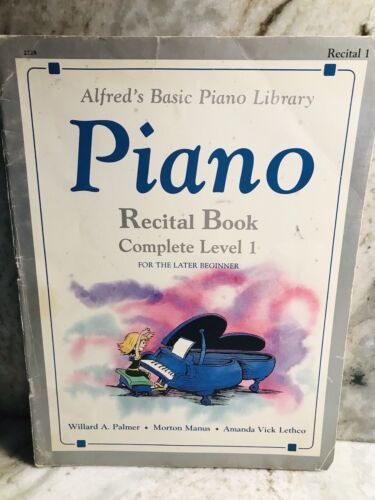 2228 Recital 1
Alfred's Basic Piano Library
Piano
Recital Book
Complete Level 1
FOR THE LATER BEGINNER
Willard A. Palmer • Morton Manus • Amanda Vick Lethco